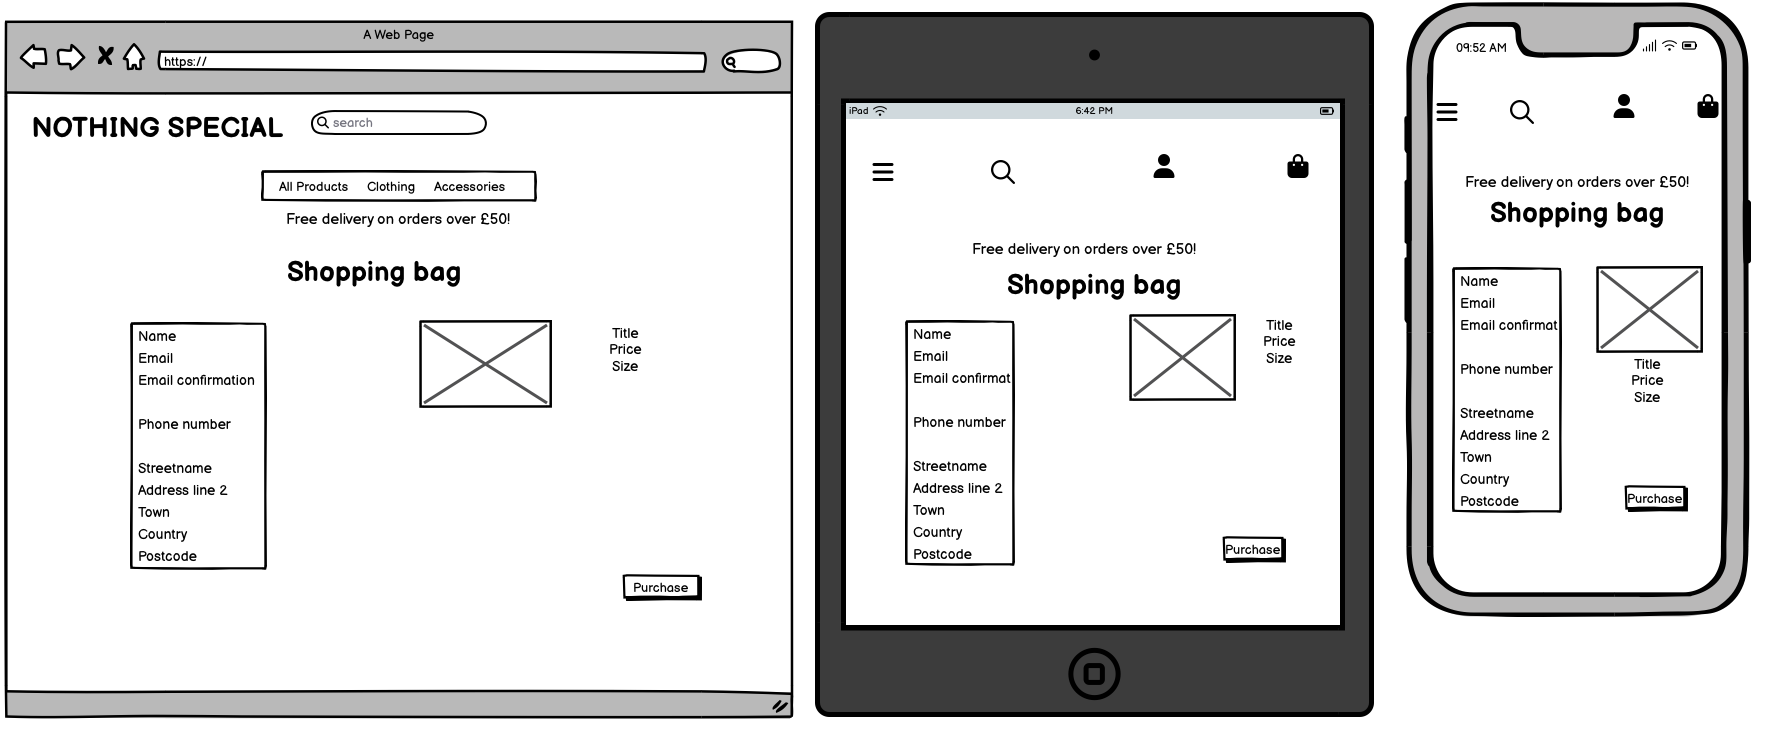 A Web Page
https://
NOTHING SPECIAL
search
All Products Clothing Accessories
Free delivery on orders over £50!
Shopping bag
Name
Email
Email confirmation
Phone number
Streetname
Address line 2
Town
Country
Postcode
Title
Price
Size
Purchase
iPad 6:42 PM
Free delivery on orders over £50!
Shopping bag
Name
Email
Email confirmat
Phone number
Streetname
Address line 2
Town
Country
Postcode
Title
Price
Size
Purchase
09:52 AM
Free delivery on orders over £50!
Shopping bag
Name
Email
Email confirmat
Phone number
Streetname
Address line 2
Town
Country
Postcode
Title
Price
Size
Purchase